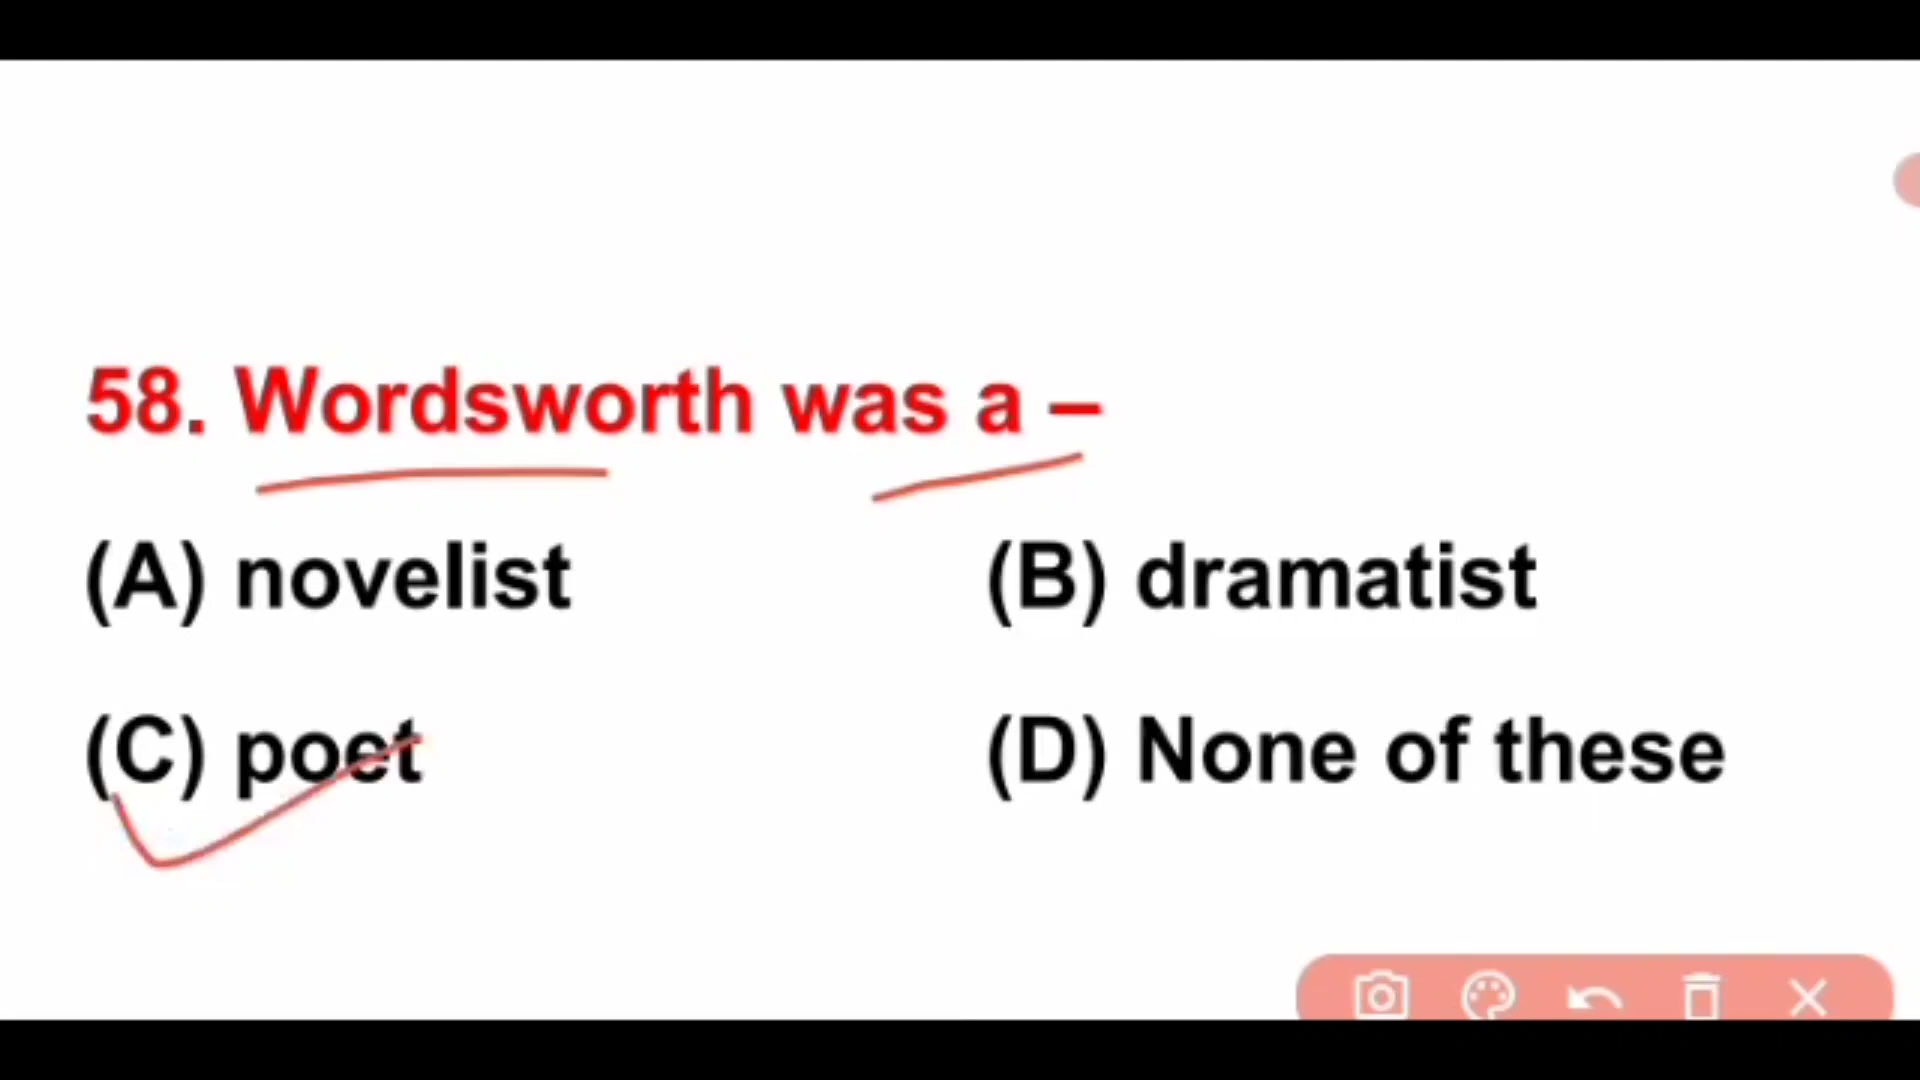 58. Wordsworth was a –
(A) novelist (B) dramatist
(C) poet (D) None of these